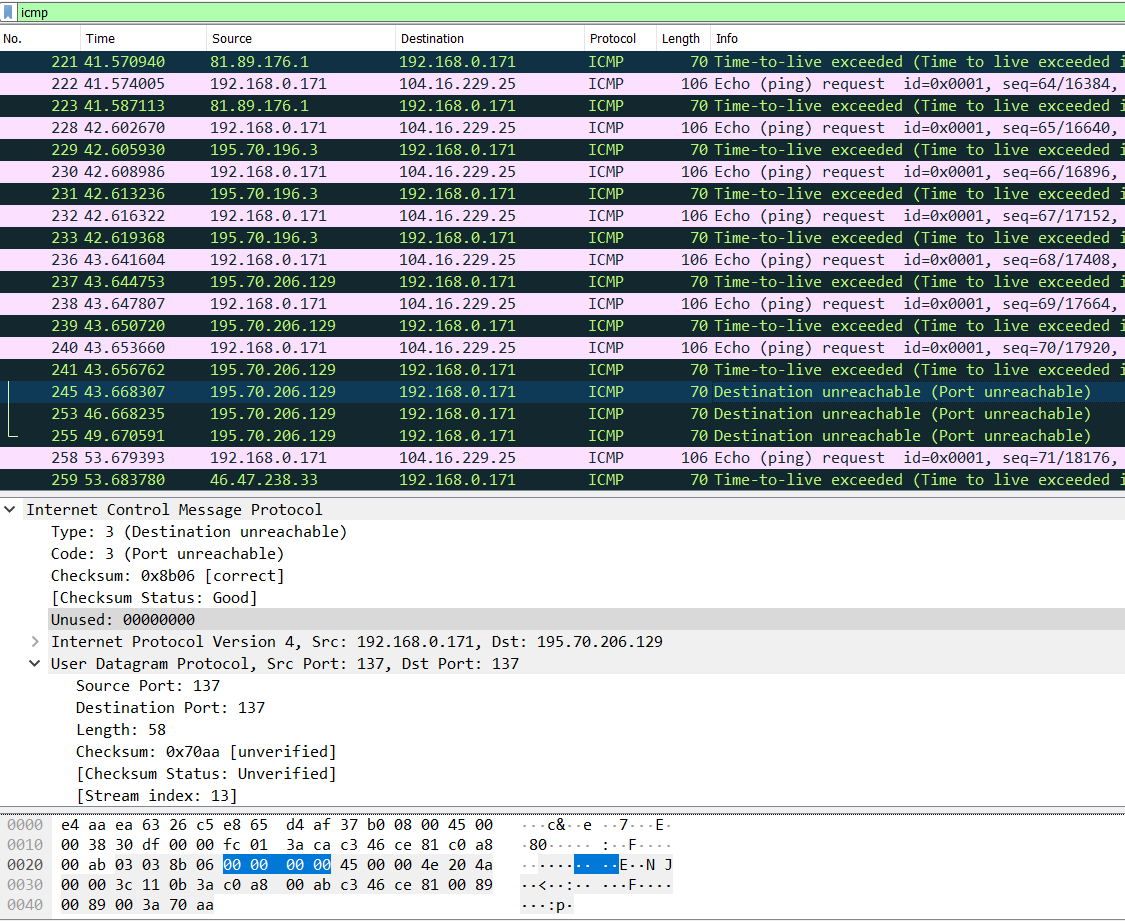 icmp
No. Time Source Destination Protocol Length Info
221 41.570940 81.89.176.1 192.168.0.171 ICMP 70 Time-to-live exceeded (Time to live exceeded i
222 41.574005 192.168.0.171 104.16.229.25 ICMP 106 Echo (ping) request id=0x0001, seq=64/16384,
223 41.587113 81.89.176.1 192.168.0.171 ICMP 70 Time-to-live exceeded (Time to live exceeded i
228 42.602670 192.168.0.171 104.16.229.25 ICMP 106 Echo (ping) request id=0x0001, seq=65/16640,
229 42.605930 195.70.196.3 192.168.0.171 ICMP 70 Time-to-live exceeded (Time to live exceeded i
230 42.608986 192.168.0.171 104.16.229.25 ICMP 106 Echo (ping) request id=0x0001, seq=66/16896,
231 42.613236 195.70.196.3 192.168.0.171 ICMP 70 Time-to-live exceeded (Time to live exceeded i
232 42.616322 192.168.0.171 104.16.229.25 ICMP 106 Echo (ping) request id=0x0001, seq=67/17152,
233 42.619368 195.70.196.3 192.168.0.171 ICMP 70 Time-to-live exceeded (Time to live exceeded i
236 43.641604 192.168.0.171 104.16.229.25 ICMP 106 Echo (ping) request id=0x0001, seq=68/17408,
237 43.644753 195.70.206.129 192.168.0.171 ICMP 70 Time-to-live exceeded (Time to live exceeded i
238 43.647807 192.168.0.171 104.16.229.25 ICMP 106 Echo (ping) request id=0x0001, seq=69/17664,
239 43.650720 195.70.206.129 192.168.0.171 ICMP 70 Time-to-live exceeded (Time to live exceeded i
240 43.653660 192.168.0.171 104.16.229.25 ICMP 106 Echo (ping) request id=0x0001, seq=70/17920,
241 43.656762 195.70.206.129 192.168.0.171 ICMP 70 Time-to-live exceeded (Time to live exceeded i
245 43.668307 195.70.206.129 192.168.0.171 ICMP 70 Destination unreachable (Port unreachable)
253 46.668235 195.70.206.129 192.168.0.171 ICMP 70 Destination unreachable (Port unreachable)
255 49.670591 195.70.206.129 192.168.0.171 ICMP 70 Destination unreachable (Port unreachable)
258 53.679393 192.168.0.171 104.16.229.25 ICMP 106 Echo (ping) request id=0x0001, seq=71/18176,
259 53.683780 46.47.238.33 192.168.0.171 ICMP 70 Time-to-live exceeded (Time to live exceeded i
Internet Control Message Protocol
Type: 3 (Destination unreachable)
Code: 3 (Port unreachable)
Checksum: 0x8b06 [correct]
[Checksum Status: Good]
Unused: 00000000
Internet Protocol Version 4, Src: 192.168.0.171, Dst: 195.70.206.129
User Datagram Protocol, Src Port: 137, Dst Port: 137
Source Port: 137
Destination Port: 137
Length: 58
Checksum: 0x70aa [unverified]
[Checksum Status: Unverified]
[Stream index: 13]
0000 e4 aa ea 63 26 c5 e8 65 d4 af 37 b0 08 00 45 00 ···c&··e ··7···E·
0010 00 38 30 df 00 00 fc 01 3a ca c3 46 ce 81 c0 a8 ·80····· :··F····
0020 00 ab 03 03 8b 06 00 00 00 00 45 00 00 4e 20 4a ········ ··E··N J
0030 00 00 3c 11 0b 3a c0 a8 00 ab c3 46 ce 81 00 89 ··<··:·· ···F····
0040 00 89 00 3a 70 aa ···:p·